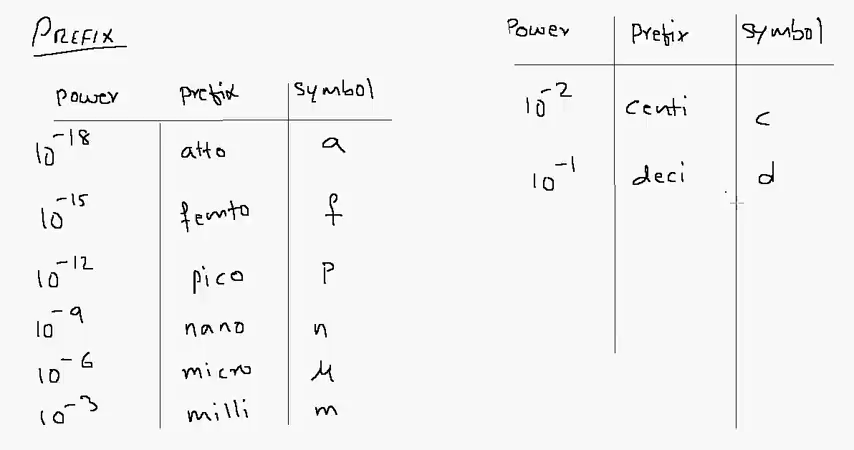 PREFIX
Power prefix symbol
10^-18 atto a
10^-15 femto f
10^-12 pico P
10^-9 nano n
10^-6 micro μ
10^-3 milli m
Power Prefix symbol
10^-2 centi c
10^-1 deci d